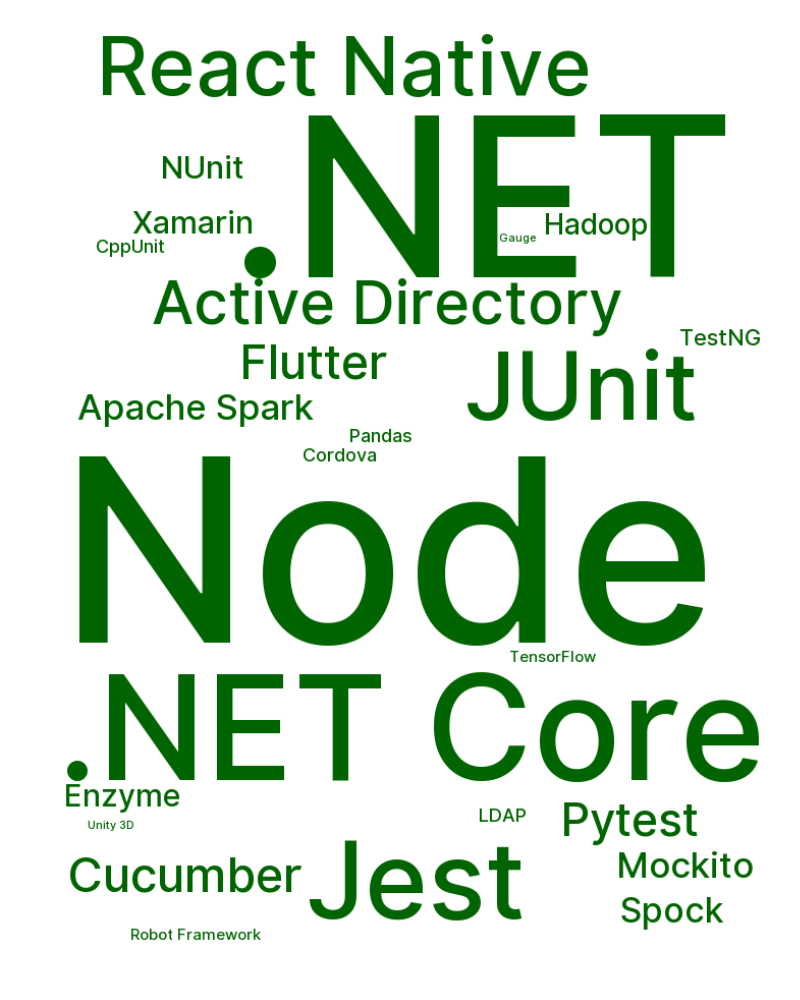 React Native
.NET
NUnit
Xamarin
Hadoop
Gauge
CppUnit
Active Directory
TestNG
Flutter
JUnit
Apache Spark
Pandas
Cordova
Node
TensorFlow
.NET Core
Enzyme
Unity 3D
LDAP
Pytest
Mockito
Cucumber
Jest
Spock
Robot Framework